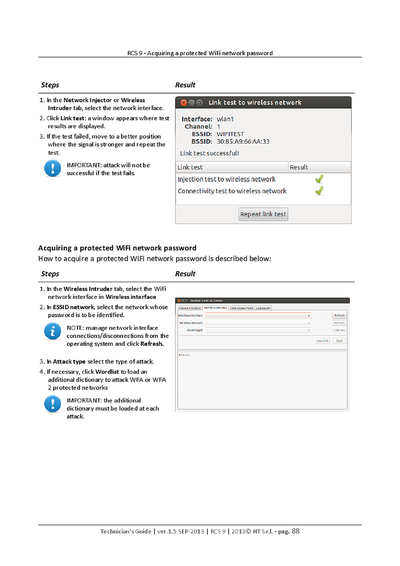 RCS 9 - Acquiring a protected WiFi network password
Steps
Result
1. In the Network Injector or Wireless
Intruder tab, select the network interface.
2. Click Link test: a window appears where test
results are displayed.
3. If the test failed, move to a better position
where the signal is stronger and repeat the
test.
IMPORTANT: attack will not be
successful if the test fails.
Link test to wireless network
Interface: wlan1
Channel: 1
ESSID: WIFITEST
BSSID: 30:85:A9:66:AA:33
Link test successful!
Link test
Result
Injection test to wireless network
Connectivity test to wireless network
Repeat link test
Acquiring a protected WiFi network password
How to acquire a protected WiFi network password is described below:
Steps
Result
1. In the Wireless Intruder tab, select the WiFi
network interface in Wireless interface
2. In ESSID network, select the network whose
password is to be identified.
NOTE: manage network interface
connections/disconnections from the
operating system and click Refresh.
3. In Attack type select the type of attack.
4. If necessary, click Wordlist to load an
additional dictionary to attack WPA or WPA
2 protected networks
IMPORTANT: the additional
dictionary must be loaded at each
attack.
Technician's Guide | ver.1.5 SEP-2013 | RCS 9 | 2013© HT S.r.l. - pag. 88